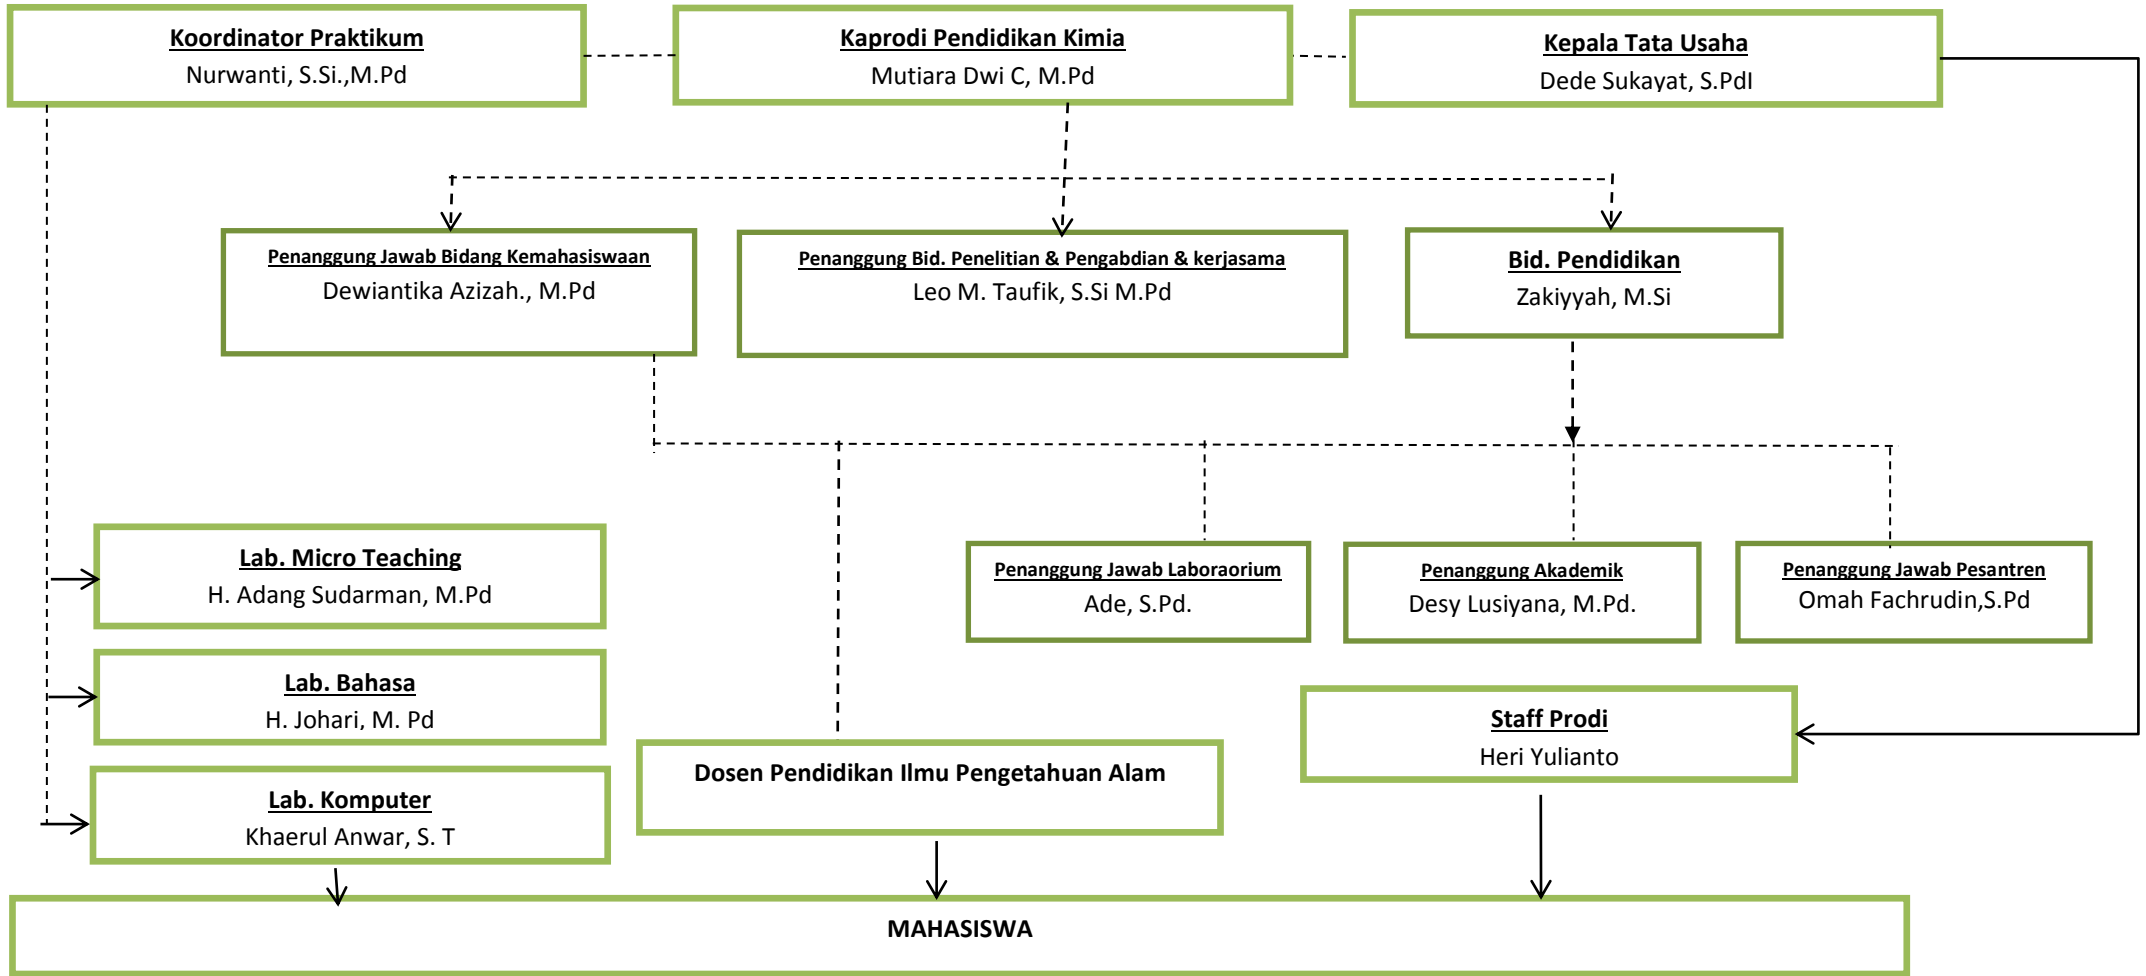 Koordinator Praktikum
Nurwanti, S.Si.,M.Pd
Kaprodi Pendidikan Kimia
Mutiara Dwi C, M.Pd
Kepala Tata Usaha
Dede Sukayat, S.PdI
Penanggung Jawab Bidang Kemahasiswaan
Dewiantika Azizah., M.Pd
Penanggung Bid. Penelitian & Pengabdian & kerjasama
Leo M. Taufik, S.Si M.Pd
Bid. Pendidikan
Zakiyyah, M.Si
Lab. Micro Teaching
H. Adang Sudarman, M.Pd
Penanggung Jawab Laboraorium
Ade, S.Pd.
Penanggung Akademik
Desy Lusiyana, M.Pd.
Penanggung Jawab Pesantren
Omah Fachrudin,S.Pd
Lab. Bahasa
H. Johari, M. Pd
Staff Prodi
Heri Yulianto
Dosen Pendidikan Ilmu Pengetahuan Alam
Lab. Komputer
Khaerul Anwar, S. T
MAHASISWA